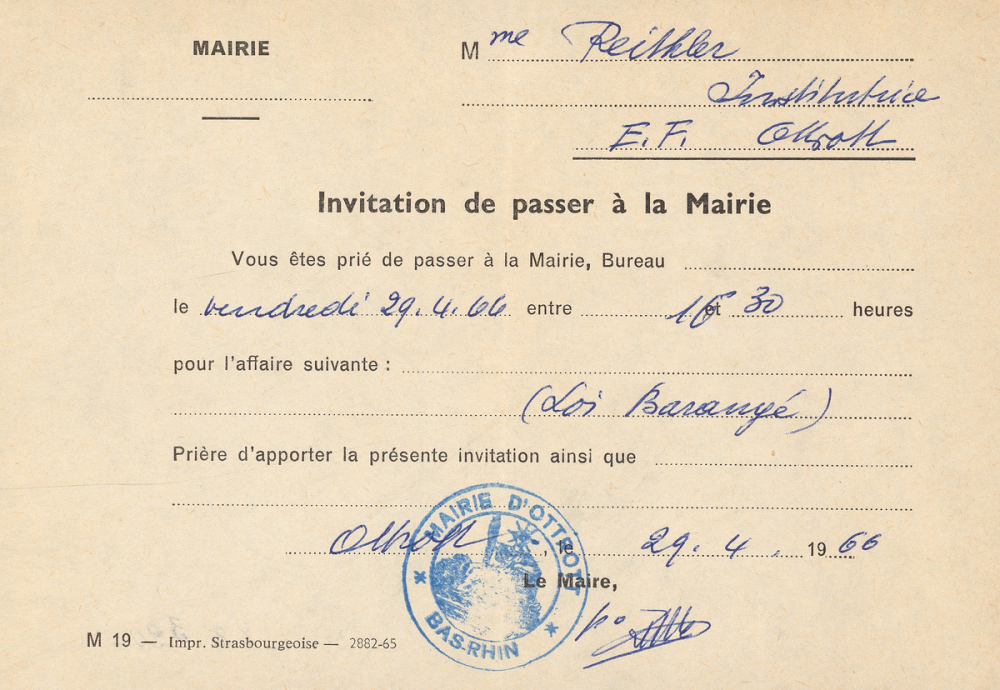 MAIRIE
Mme Reithler
Institutrice
E.F. Ottrott
Invitation de passer à la Mairie
Vous êtes prié de passer à la Mairie, Bureau
le vendredi 29.4.66 entre 16 et 30 heures
pour l'affaire suivante :
(Loi Barangé)
Prière d'apporter la présente invitation ainsi que
Ottrott, le 29.4.1966
MAIRIE D'OTTROTT
BAS-RHIN
Le Maire,
M 19 — Impr. Strasbourgeoise — 2882-65